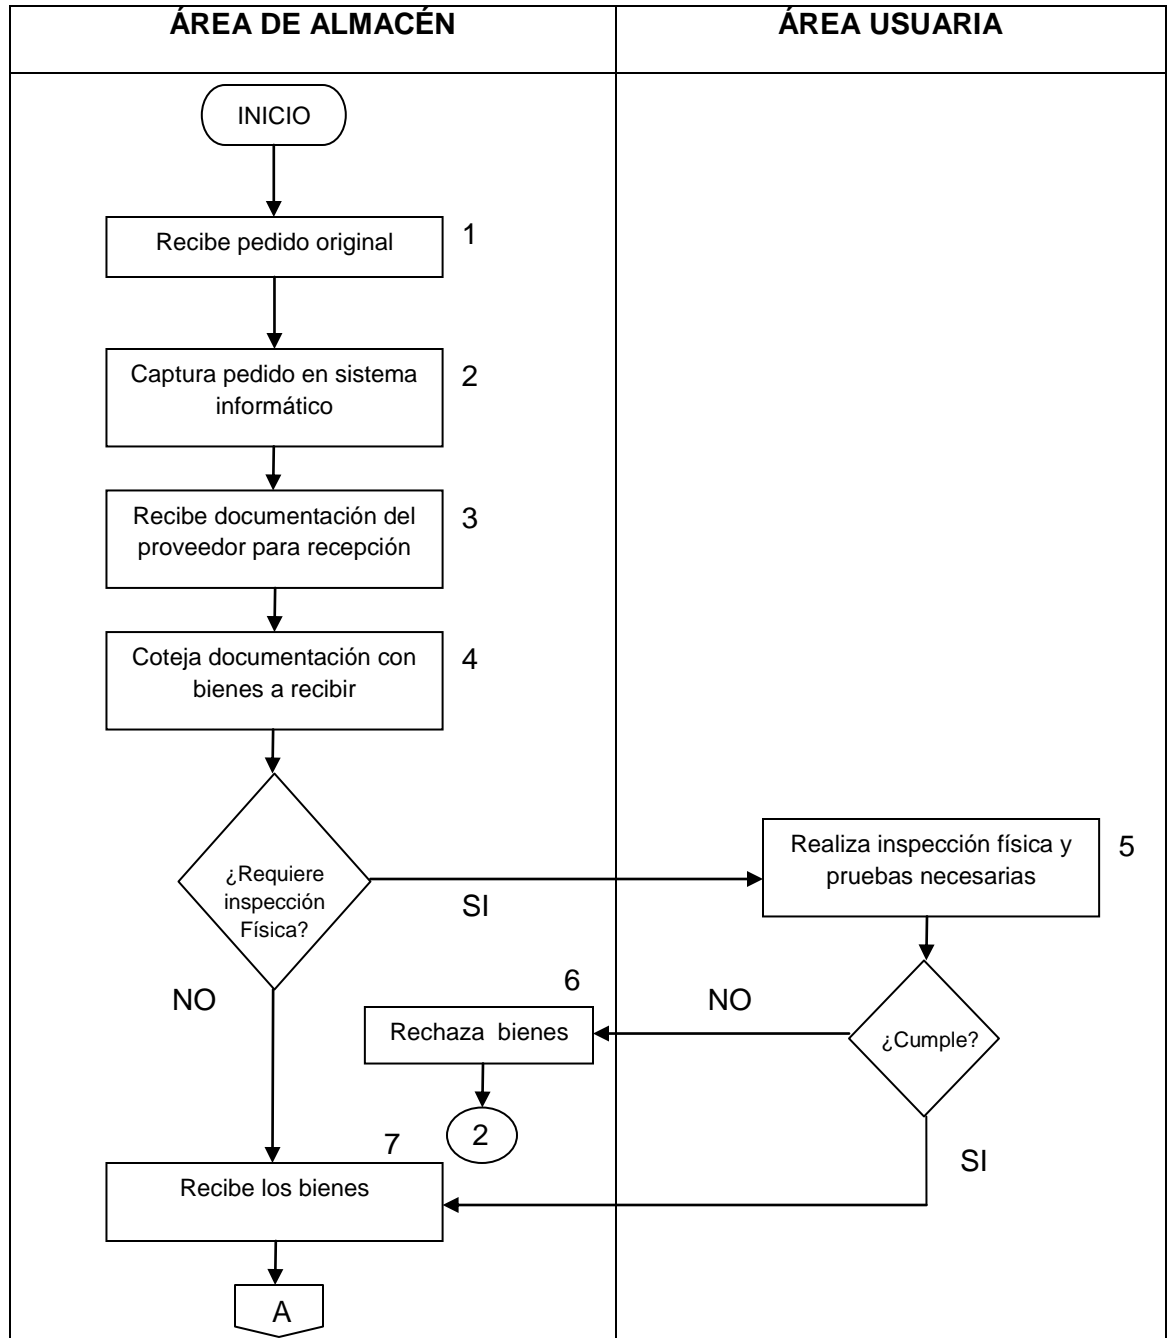 ÁREA DE ALMACÉN
ÁREA USUARIA
INICIO
Recibe pedido original
1
Captura pedido en sistema
informático
2
Recibe documentación del
proveedor para recepción
3
Coteja documentación con
bienes a recibir
4
¿Requiere
inspección
Física?
SI
NO
Realiza inspección física y
pruebas necesarias
5
¿Cumple?
NO
SI
6
Rechaza bienes
2
7
Recibe los bienes
A